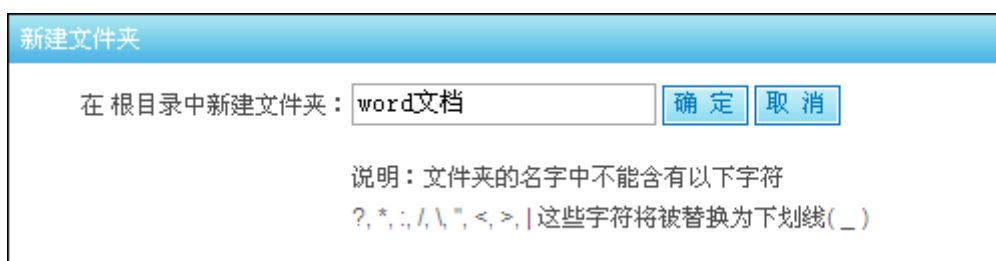 新建文件夹
在 根目录中新建文件夹：word文档 确 定 取 消
说明：文件夹的名字中不能含有以下字符
?, *, :, /, \, ", <, >, | 这些字符将被替换为下划线( _ )